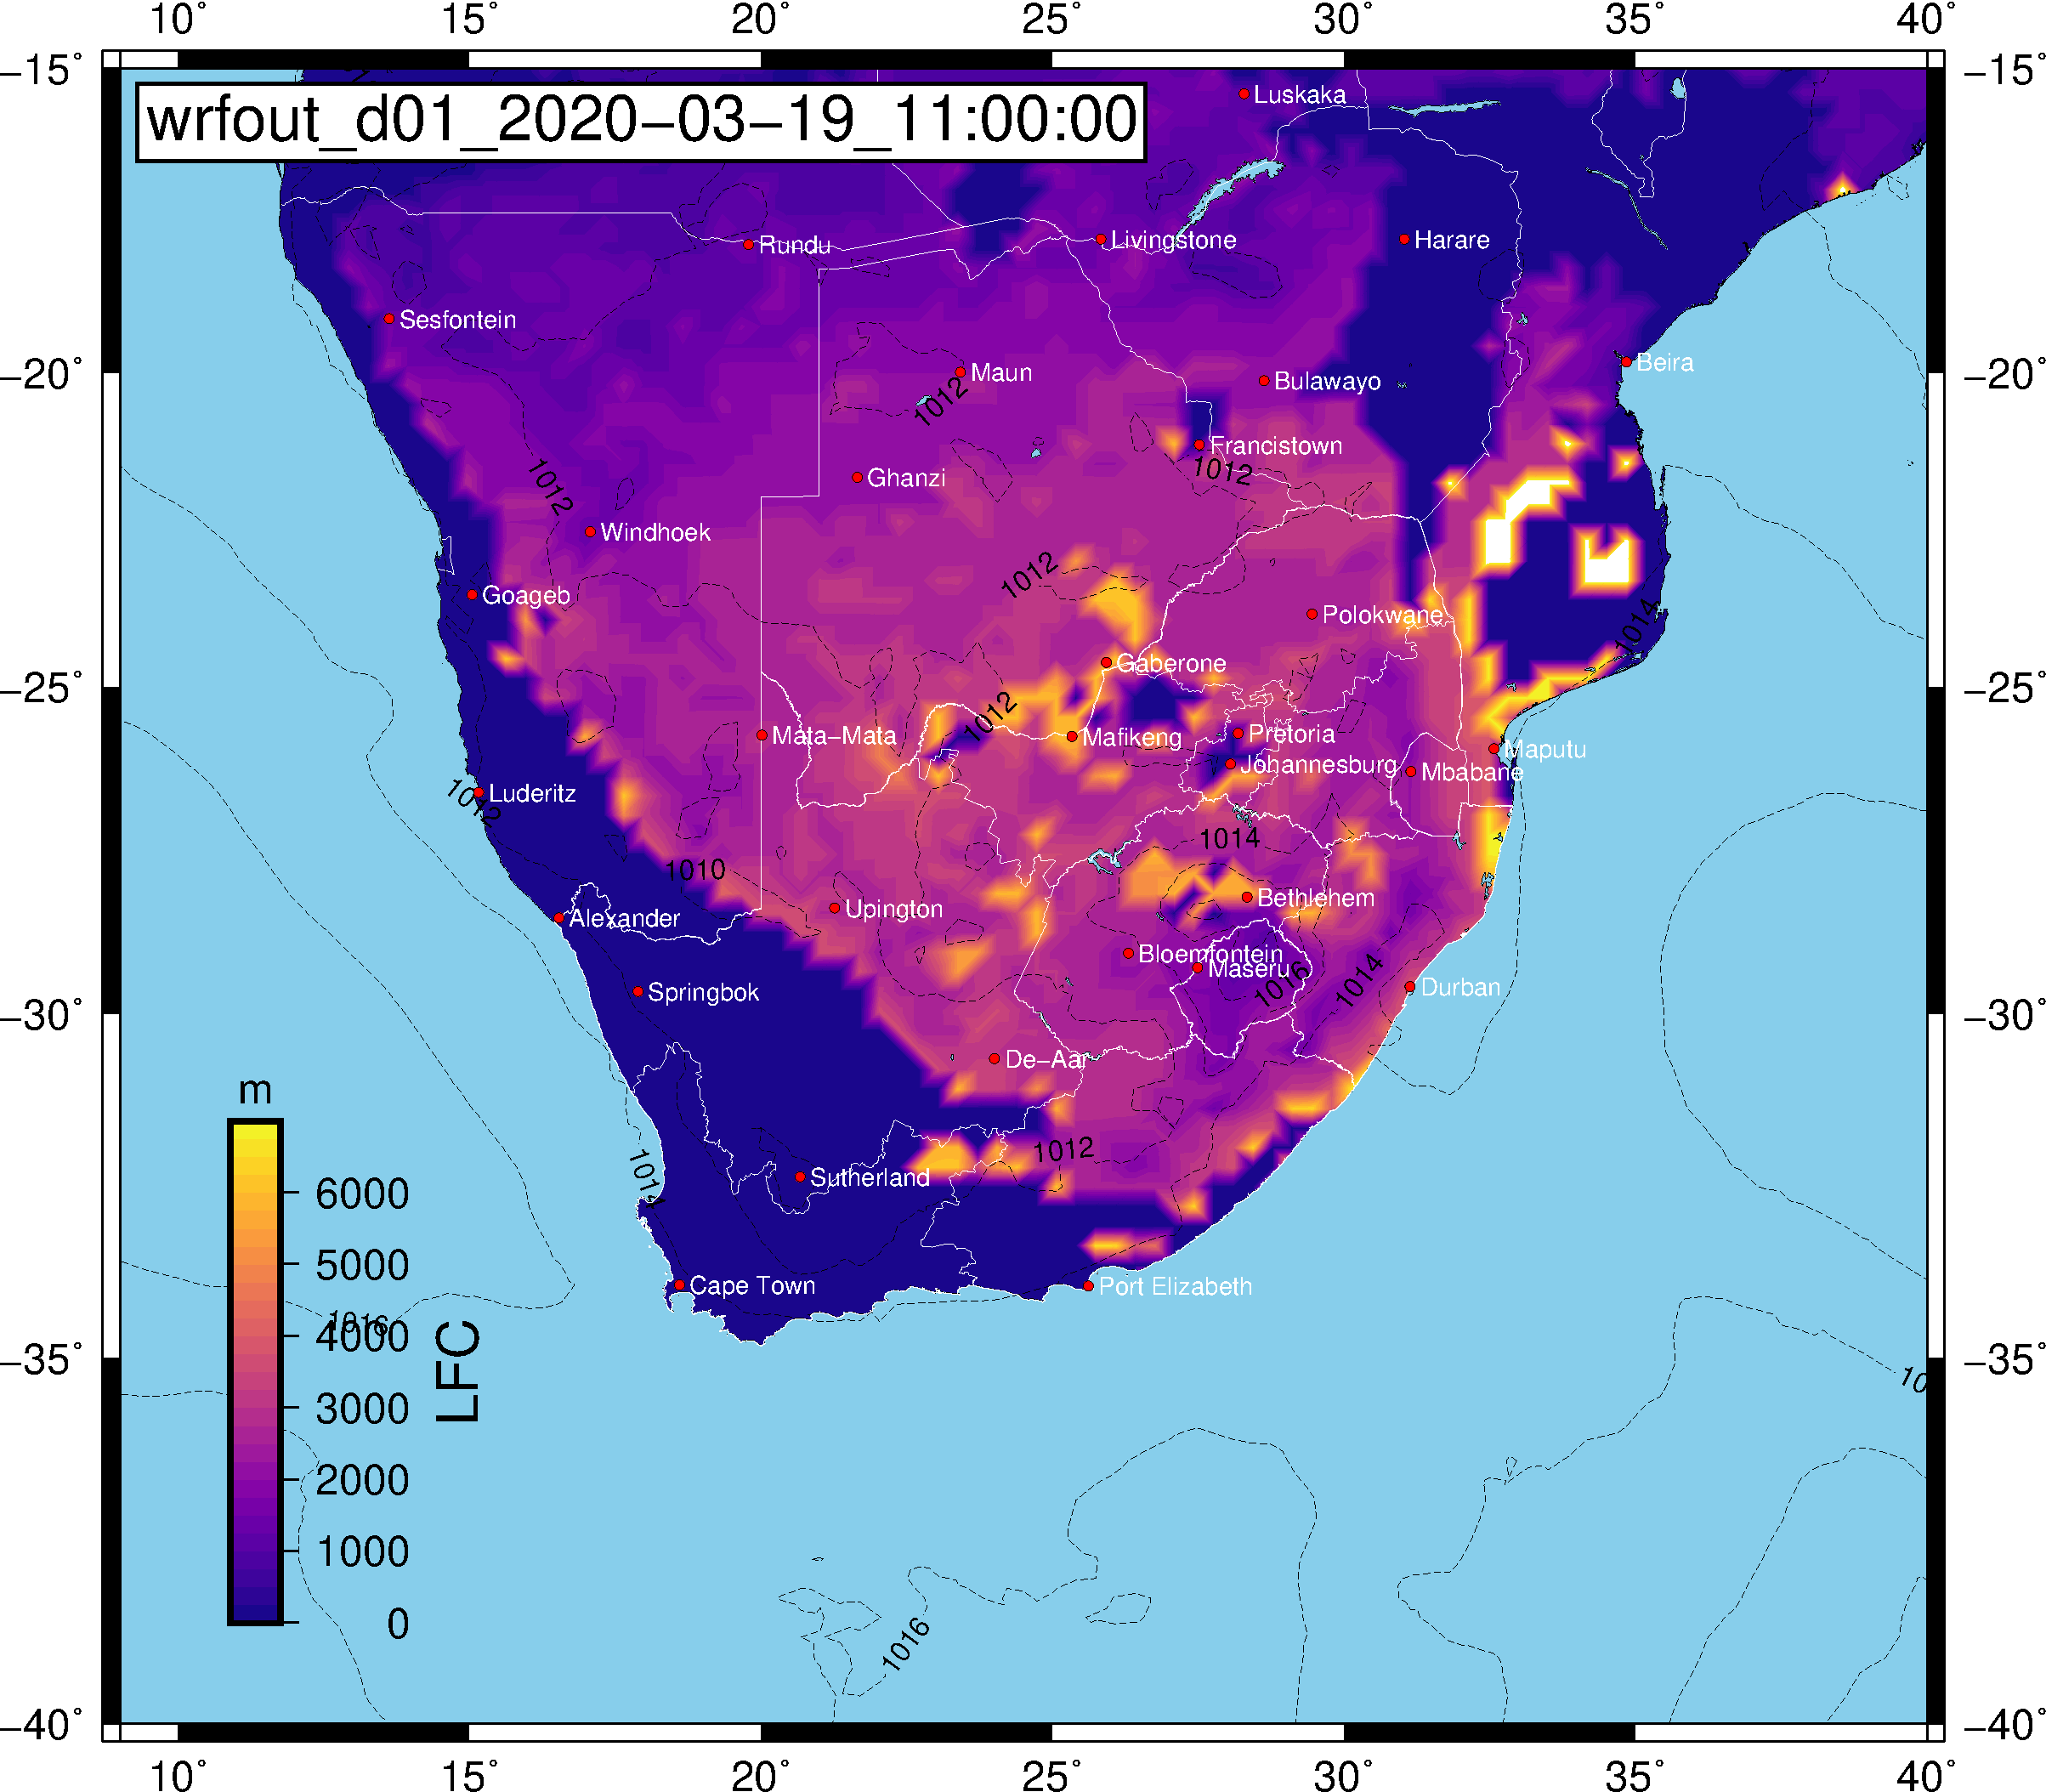 10° 15° 20° 25° 30° 35° 40°
−15° −15°
wrfout_d01_2020−03−19_11:00:00
Luskaka
Rundu
Livingstone
Harare
Sesfontein
Beira
−20° −20°
Maun
Bulawayo
1012
Francistown
1012
Ghanzi
1012
Windhoek
1012
Goageb
Polokwane
1014
Gaberone
−25° −25°
1012
Mata−Mata
Mafikeng
Pretoria
Maputu
Johannesburg
Mbabane
Luderitz
1012
1014
1010
Bethlehem
Upington
Alexander
Bloemfontein
Maseru
1016
1014
Durban
Springbok
−30° −30°
De−Aar
m
1012
1014
Sutherland
6000
5000
Cape Town
Port Elizabeth
1016
4000
LFC
−35° −35°
10
3000
2000
1000
0
1016
−40° −40°
10° 15° 20° 25° 30° 35° 40°